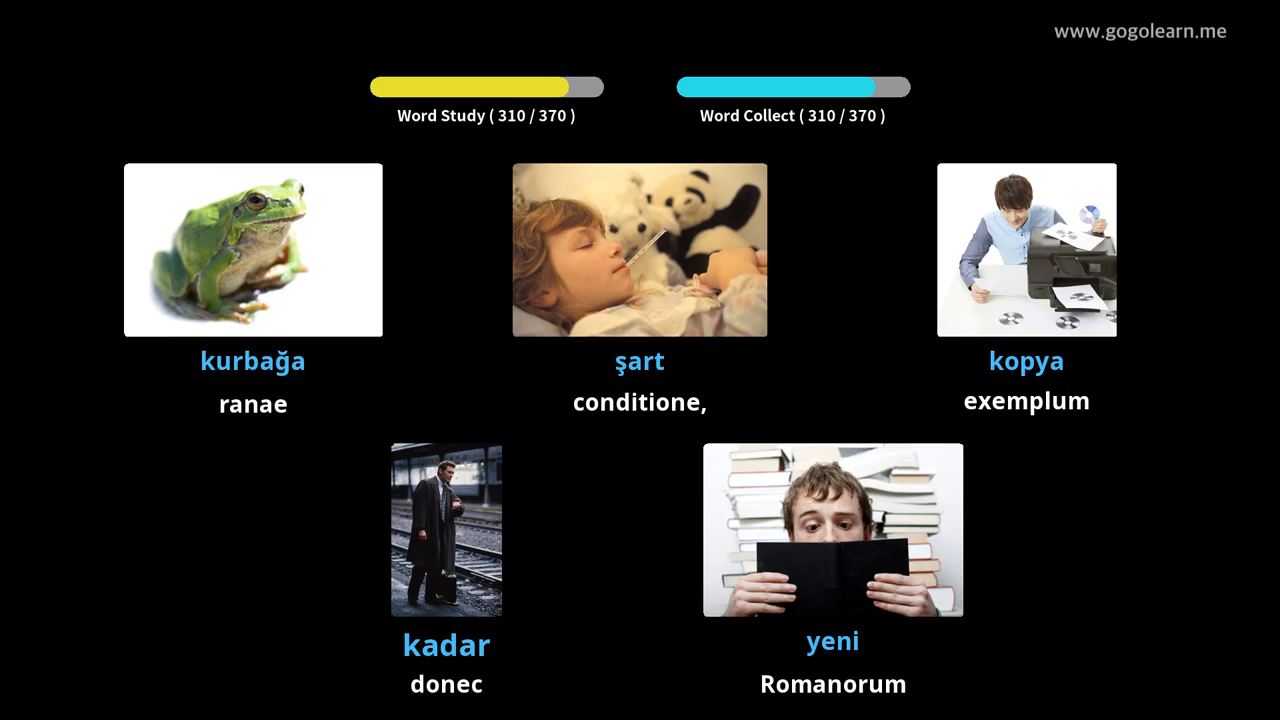 www.gogolearn.me
Word Study ( 310 / 370 )
Word Collect ( 310 / 370 )
kurbağa
ranae
şart
conditione,
kopya
exemplum
kadar
donec
yeni
Romanorum